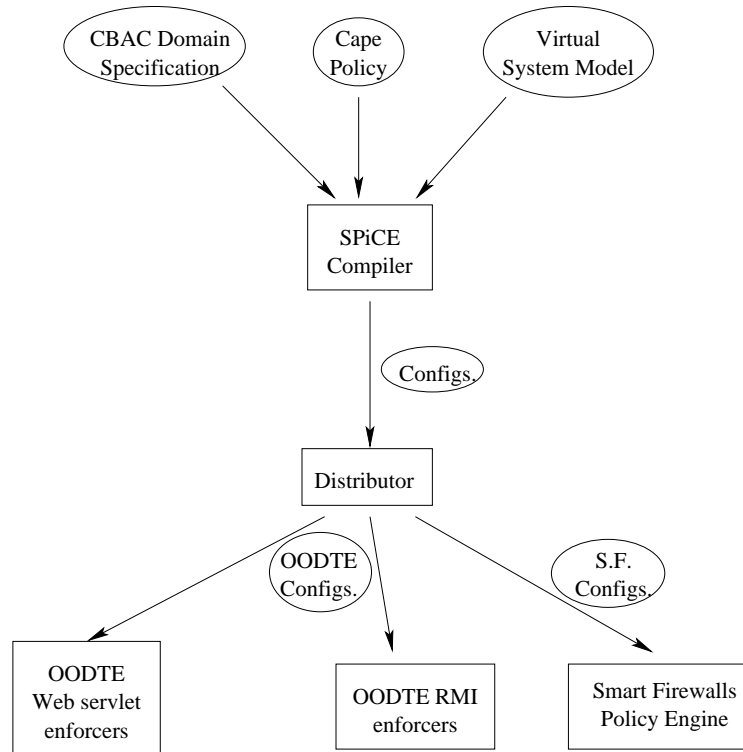 CBAC Domain
Specification
Cape
Policy
Virtual
System Model
SPiCE
Compiler
Configs.
Distributor
OODTE
Configs.
S.F.
Configs.
OODTE
Web servlet
enforcers
OODTE RMI
enforcers
Smart Firewalls
Policy Engine